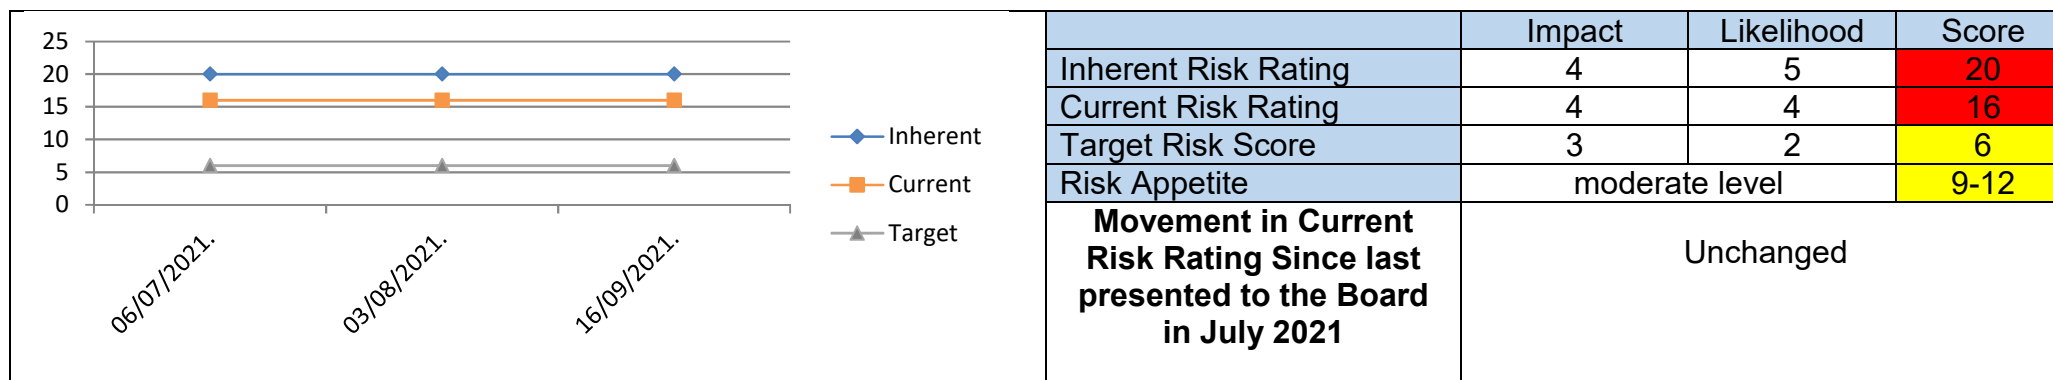 25
20
15
10
5
0
06/07/2021.
03/08/2021.
16/09/2021.
Inherent
Current
Target
Impact Likelihood Score
Inherent Risk Rating 4 5 20
Current Risk Rating 4 4 16
Target Risk Score 3 2 6
Risk Appetite moderate level 9-12
Movement in Current
Risk Rating Since last
presented to the Board
in July 2021
Unchanged